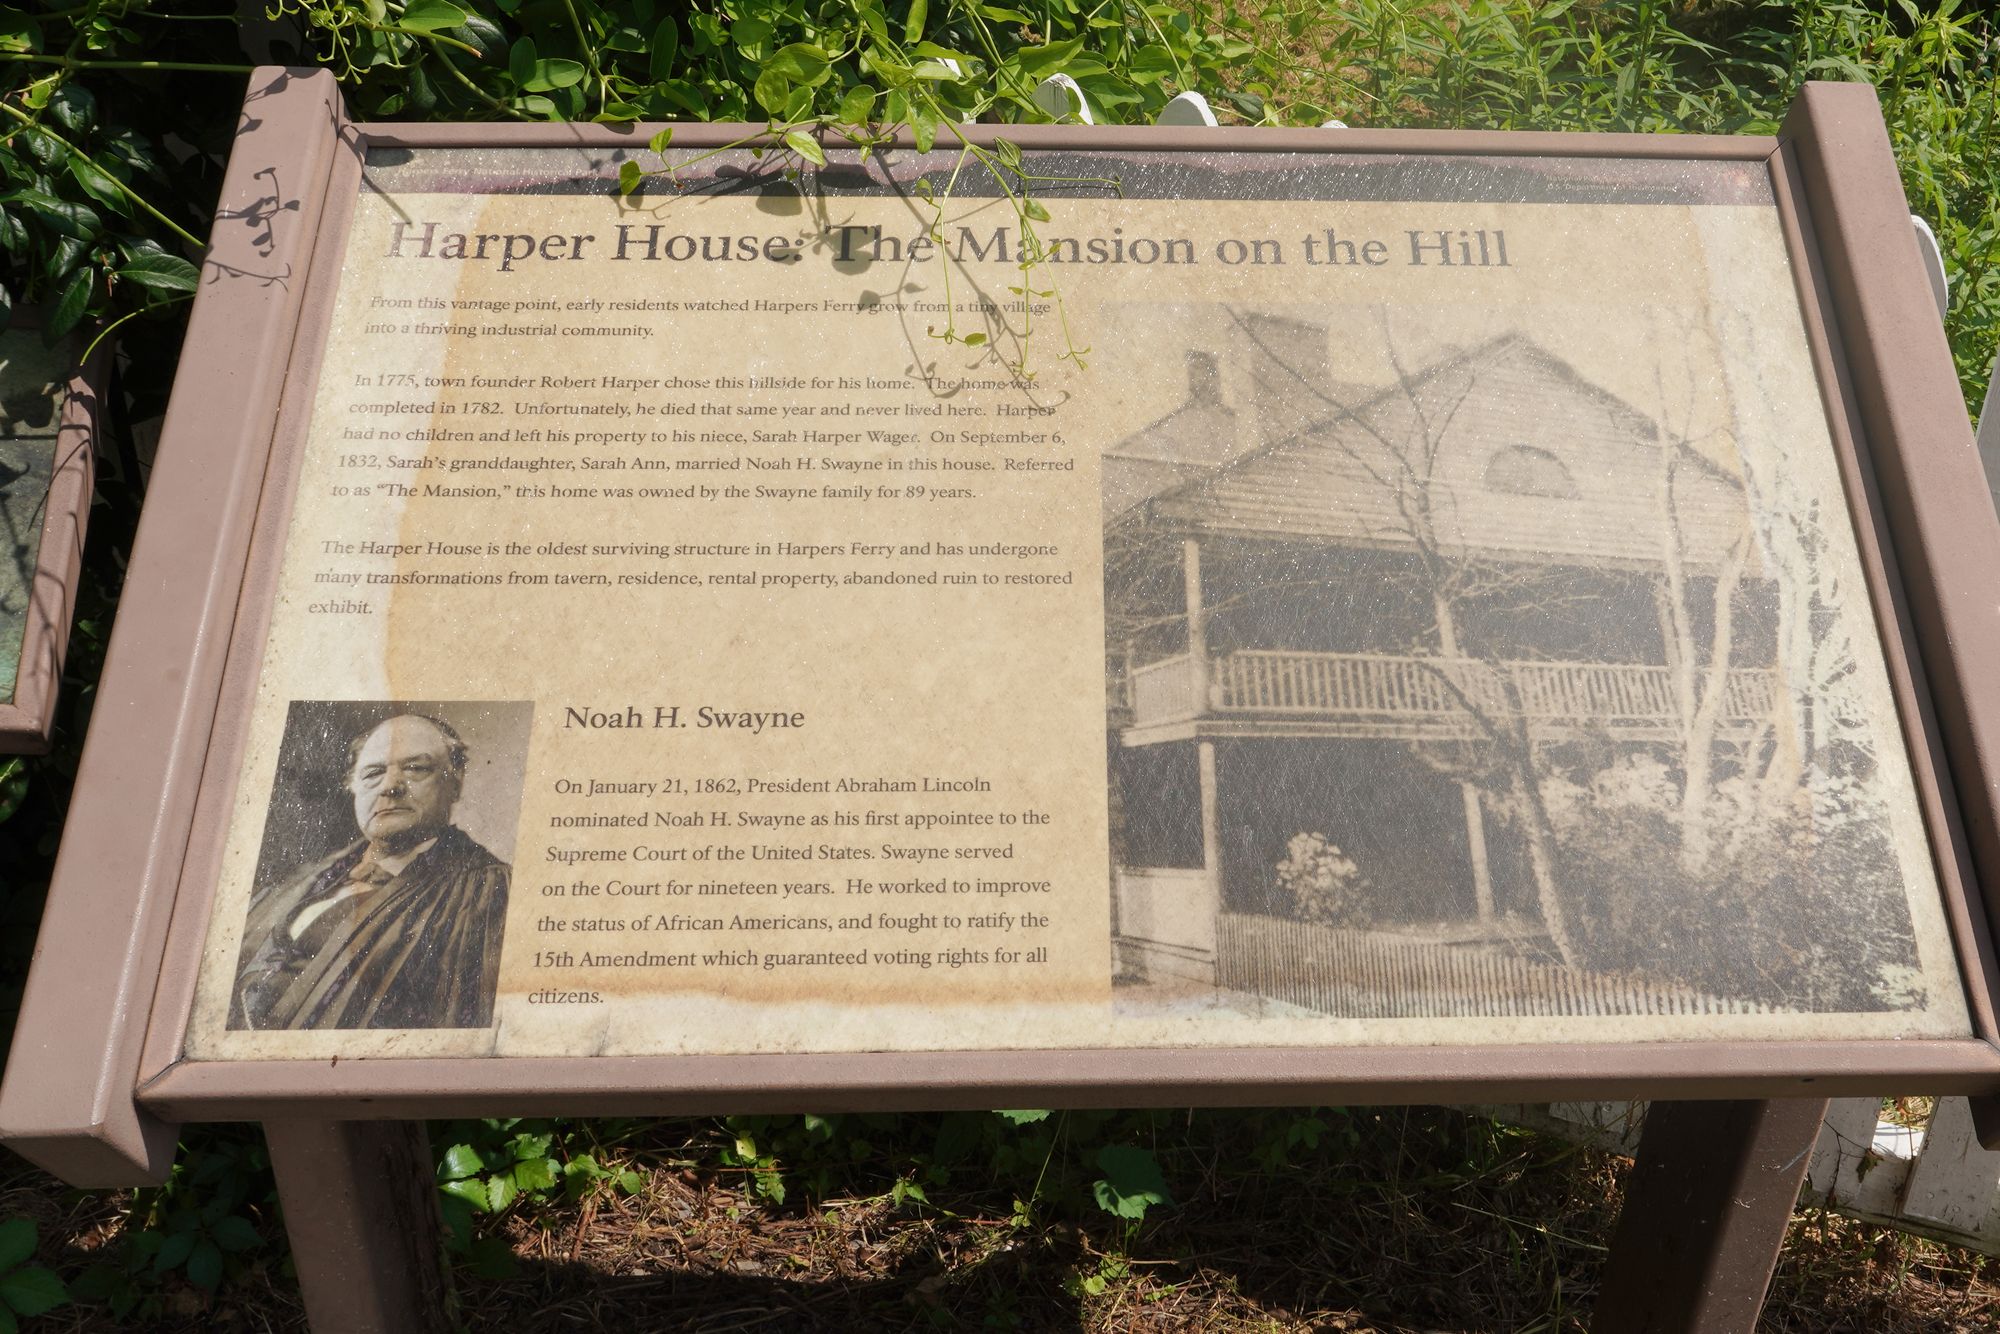 Harpers Ferry National Historical Park
U.S. Department of the Interior
Harper House: The Mansion on the Hill
From this vantage point, early residents watched Harpers Ferry grow from a tiny village
into a thriving industrial community.
In 1775, town founder Robert Harper chose this hillside for his home. The home was
completed in 1782. Unfortunately, he died that same year and never lived here. Harper
had no children and left his property to his niece, Sarah Harper Wager. On September 6,
1832, Sarah's granddaughter, Sarah Ann, married Noah H. Swayne in this house. Referred
to as “The Mansion,” this home was owned by the Swayne family for 89 years.
The Harper House is the oldest surviving structure in Harpers Ferry and has undergone
many transformations from tavern, residence, rental property, abandoned ruin to restored
exhibit.
Noah H. Swayne
On January 21, 1862, President Abraham Lincoln
nominated Noah H. Swayne as his first appointee to the
Supreme Court of the United States. Swayne served
on the Court for nineteen years. He worked to improve
the status of African Americans, and fought to ratify the
15th Amendment which guaranteed voting rights for all
citizens.